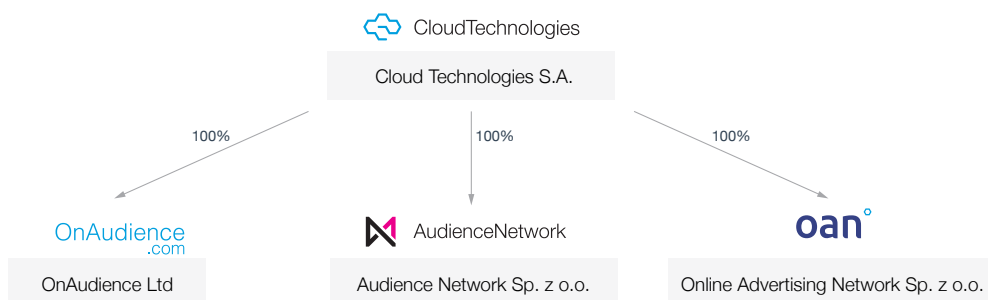 CloudTechnologies
Cloud Technologies S.A.
100%
100%
100%
OnAudience
.com
AudienceNetwork
oan
OnAudience Ltd
Audience Network Sp. z o.o.
Online Advertising Network Sp. z o.o.